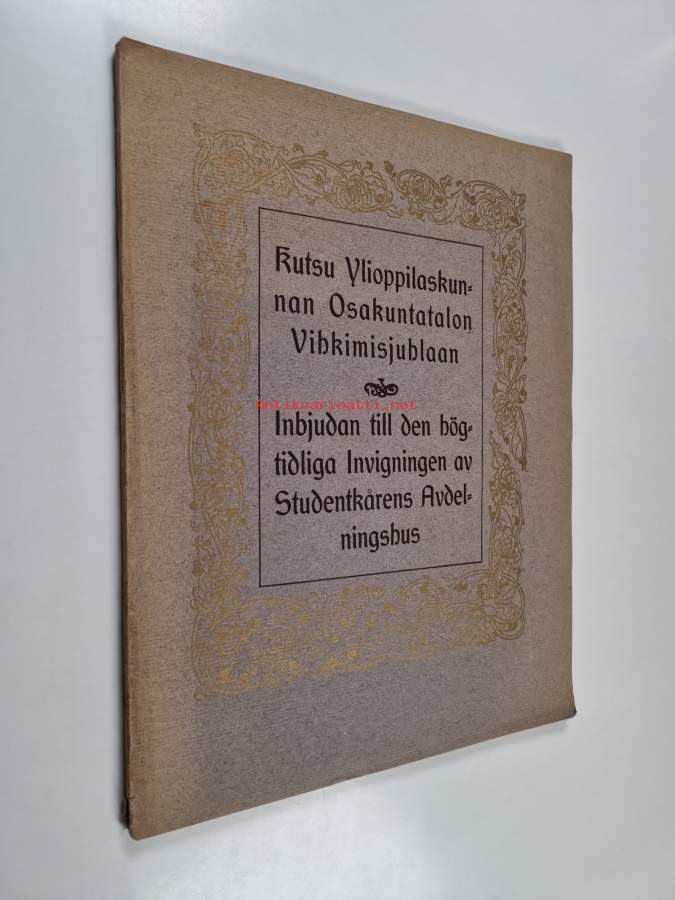 Kutsu Ylioppilaskun-
nan Osakuntatalon
Vihkimisjuhlaan
Antikvariaatti.net
Inbjudan till den hög-
tidliga Invigningen av
Studentkårens Avdel-
ningshus